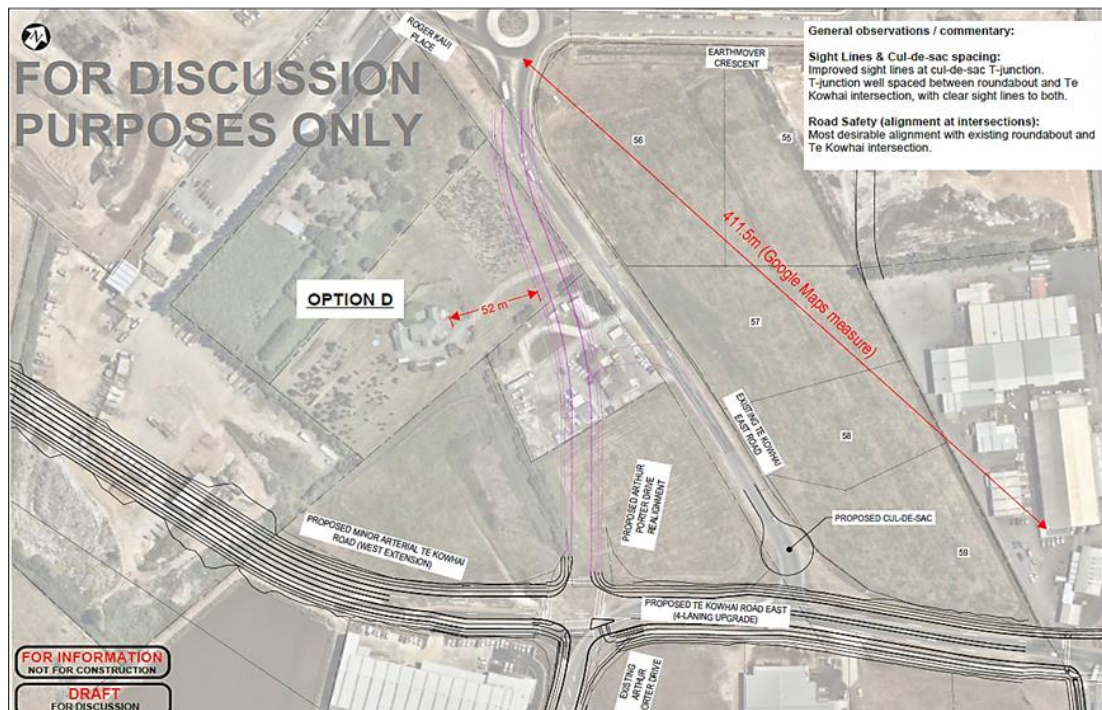 N
ROGER KAUI
PLACE
FOR DISCUSSION
PURPOSES ONLY
EARTHMOVER
CRESCENT
General observations / commentary:
Sight Lines & Cul-de-sac spacing:
Improved sight lines at cul-de-sac T-junction.
T-junction well spaced between roundabout and Te
Kowhai intersection, with clear sight lines to both.
Road Safety (alignment at intersections):
Most desirable alignment with existing roundabout and
Te Kowhai intersection.
56
55
411.5m (Google Maps measure)
OPTION D
52 m
57
EXISTING TE KOWHAI
EAST ROAD
58
PROPOSED ARTHUR
PORTER DRIVE
REALIGNMENT
PROPOSED CUL-DE-SAC
PROPOSED MINOR ARTERIAL TE KOWHAI
ROAD (WEST EXTENSION)
59
PROPOSED TE KOWHAI ROAD EAST
(4-LANING UPGRADE)
FOR INFORMATION
NOT FOR CONSTRUCTION
DRAFT
FOR DISCUSSION
EXISTING
ARTHUR
PORTER DRIVE